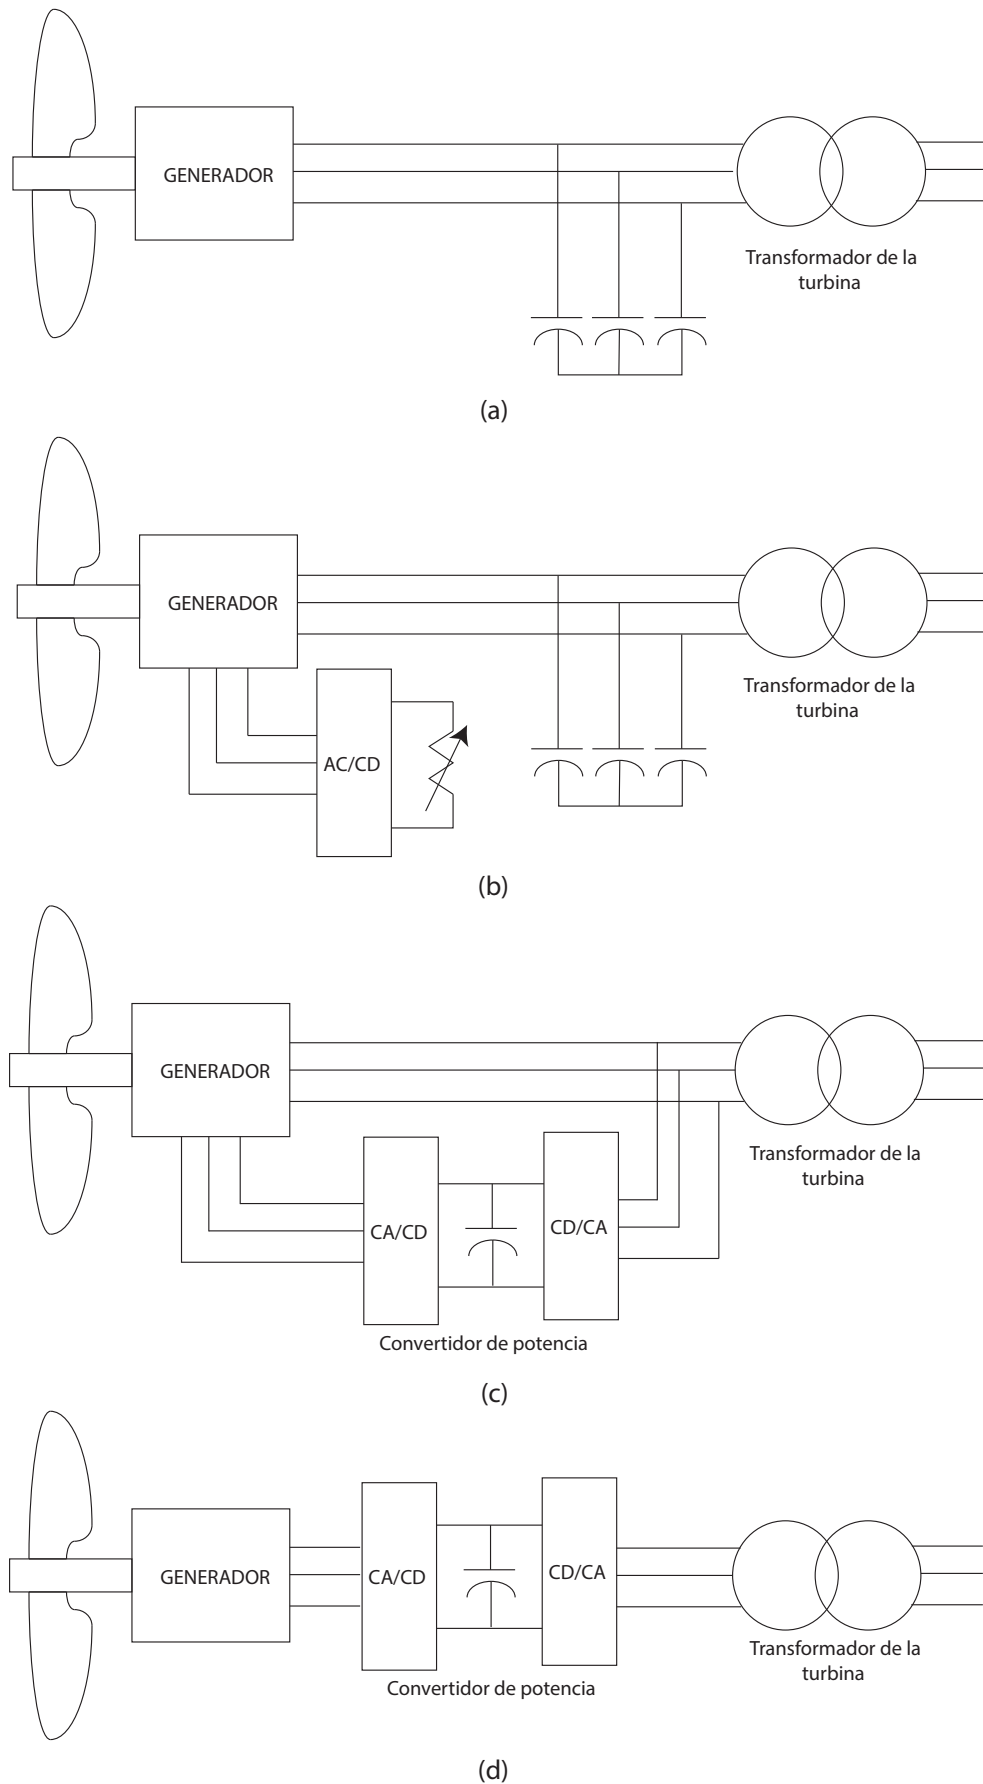 GENERADOR
Transformador de la
turbina
(a)
GENERADOR
Transformador de la
turbina
AC/CD
(b)
GENERADOR
Transformador de la
turbina
CA/CD
CD/CA
Convertidor de potencia
(c)
GENERADOR
CA/CD
CD/CA
Transformador de la
turbina
Convertidor de potencia
(d)